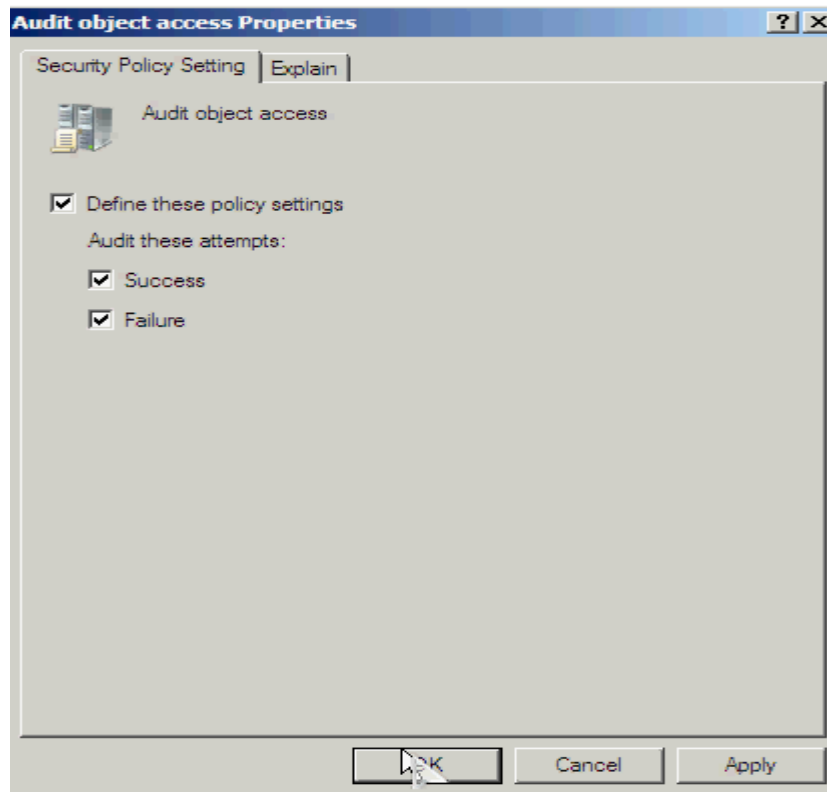 Audit object access Properties
Security Policy Setting Explain
Audit object access
Define these policy settings
Audit these attempts:
Success
Failure
Cancel Apply